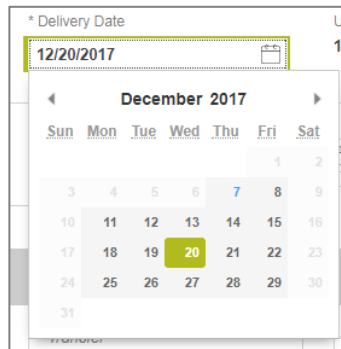 * Delivery Date
12/20/2017
December 2017
Sun Mon Tue Wed Thu Fri Sat
1 2
3 4 5 6 7 8 9
10 11 12 13 14 15 16
17 18 19 20 21 22 23
24 25 26 27 28 29 30
31